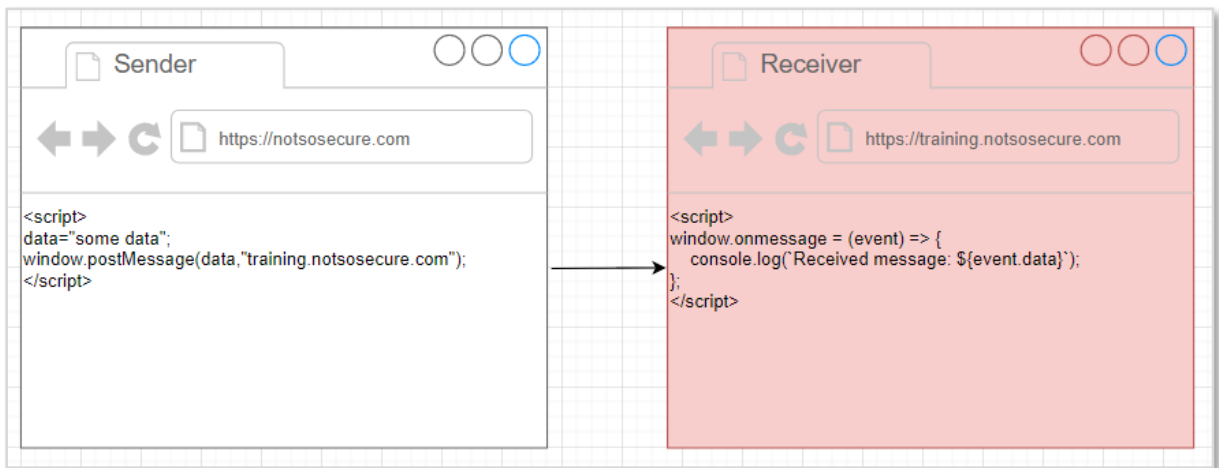 Sender
https://notsosecure.com
<script>
data="some data";
window.postMessage(data,"training.notsosecure.com");
</script>
Receiver
https://training.notsosecure.com
<script>
window.onmessage = (event) => {
console.log(`Received message: ${event.data}`);
};
</script>